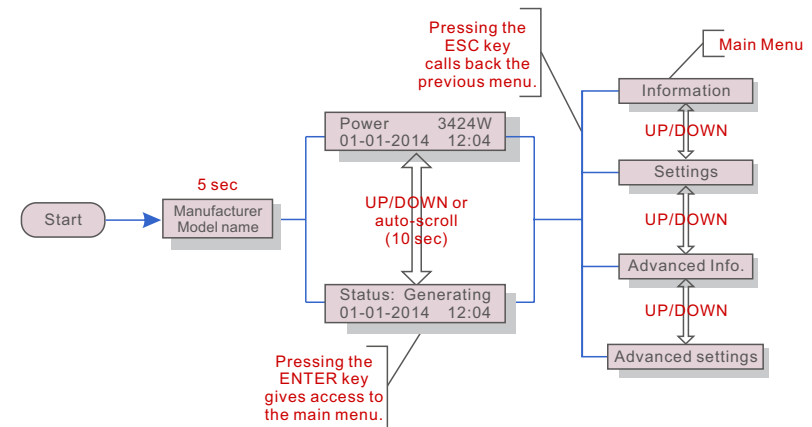 Start
5 sec
Manufacturer
Model name
Power 3424W
01-01-2014 12:04
UP/DOWN or
auto-scroll
(10 sec)
Status: Generating
01-01-2014 12:04
Pressing the
ENTER key
gives access to
the main menu.
Pressing the
ESC key
calls back the
previous menu.
Main Menu
Information
UP/DOWN
Settings
UP/DOWN
Advanced Info.
UP/DOWN
Advanced settings